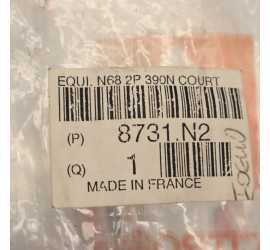 EQUI. N68 2P 390N COURT
(P) 8731.N2
(Q) 1
MADE IN FRANCE